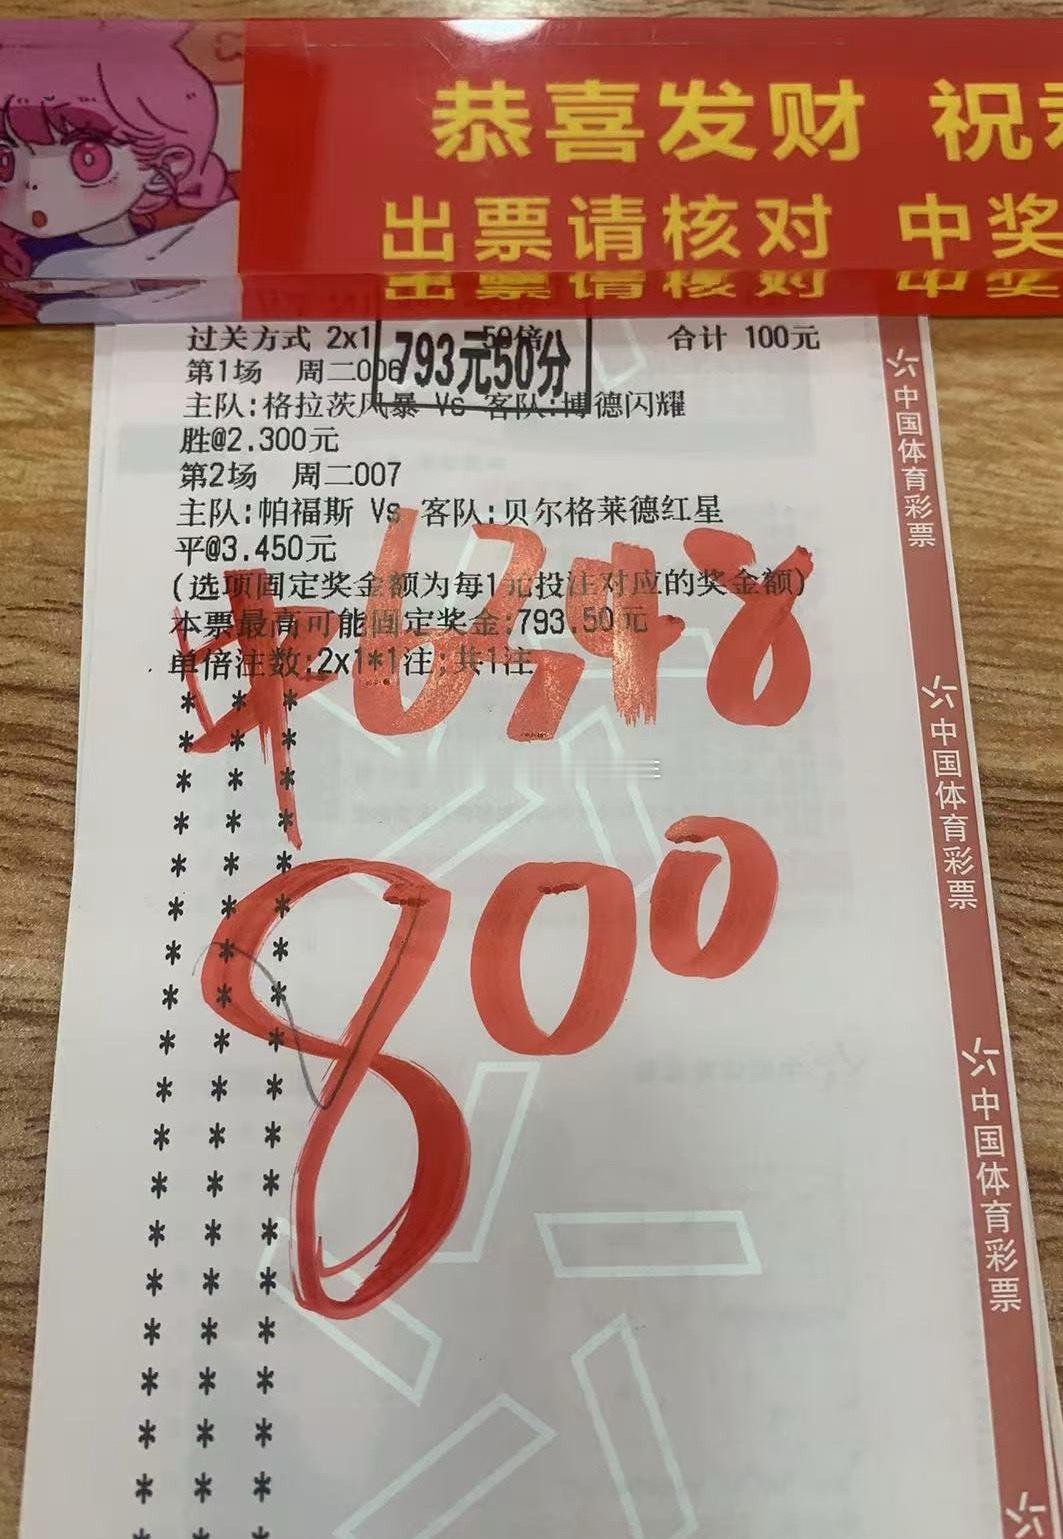 恭喜发财 祝
出票请核对 中奖
过关方式 2x1 50倍 合计 100元
793元50分
第1场 周二006
主队:格拉茨风暴 Vs 客队:博德闪耀
胜@2.300元
第2场 周二007
主队:帕福斯 Vs 客队:贝尔格莱德红星
平@3.450元
(选项固定奖金额为每1元投注对应的奖金额)
本票最高可能固定奖金:793.50元
单倍注数:2x1*1注;共1注
800
中国体育彩票
中国体育彩票
中国体育彩票